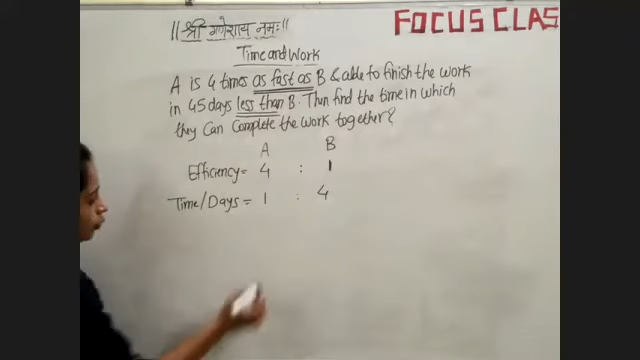 ||श्री गणेशाय नमः||
FOCUS CLAS
Time and Work
A is 4 times as fast as B & able to finish the work
in 45 days less than B. Then find the time in which
they Can Complete the work together?
A B
Efficiency= 4 : 1
Time/Days = 1 : 4